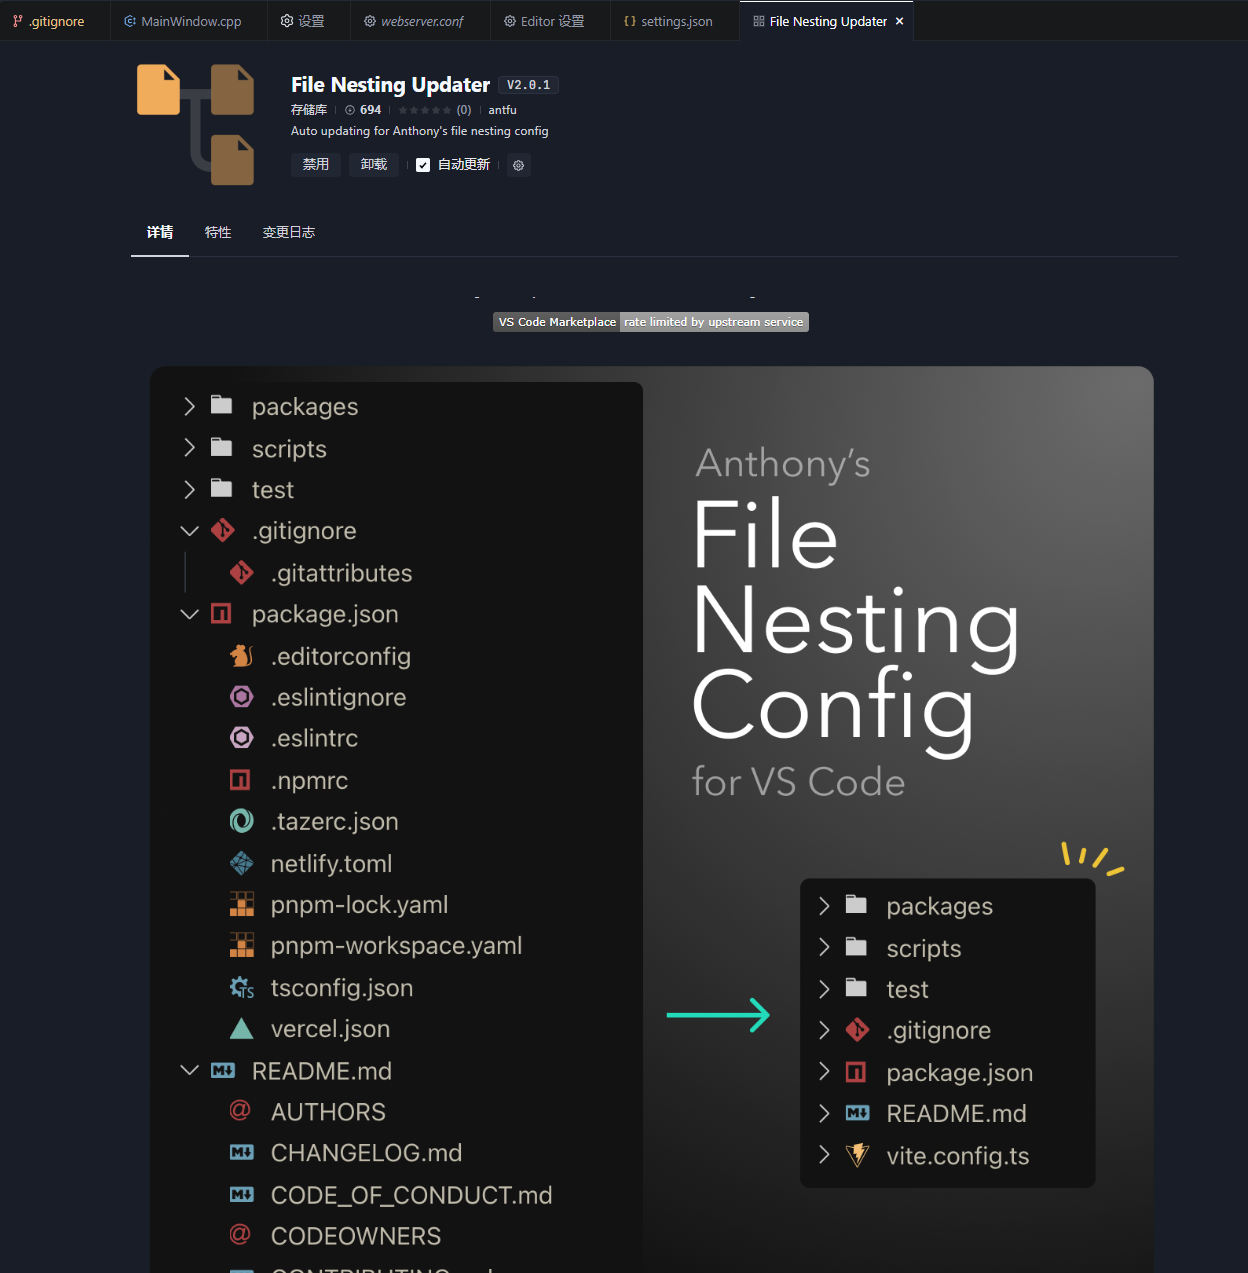 .gitignore
MainWindow.cpp
设置
webserver.conf
Editor 设置
settings.json
File Nesting Updater
File Nesting Updater V2.0.1
存储库 694 (0) antfu
Auto updating for Anthony's file nesting config
禁用 卸载 自动更新
详情 特性 变更日志
VS Code Marketplace rate limited by upstream service
packages
scripts
test
.gitignore
.gitattributes
package.json
.editorconfig
.eslintignore
.eslintrc
.npmrc
.tazerc.json
netlify.toml
pnpm-lock.yaml
pnpm-workspace.yaml
tsconfig.json
vercel.json
README.md
AUTHORS
CHANGELOG.md
CODE_OF_CONDUCT.md
CODEOWNERS
Anthony's
File
Nesting
Config
for VS Code
packages
scripts
test
.gitignore
package.json
README.md
vite.config.ts